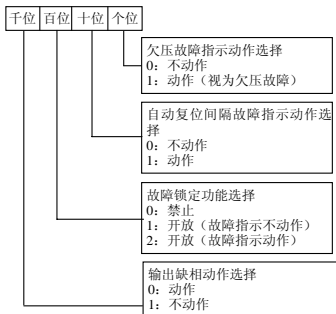 千位 百位 十位 个位
欠压故障指示动作选择
0：不动作
1：动作（视为欠压故障）
自动复位间隔故障指示动作选
择
0：不动作
1：动作
故障锁定功能选择
0：禁止
1：开放（故障指示不动作）
2：开放（故障指示动作）
输出缺相动作选择
0：动作
1：不动作